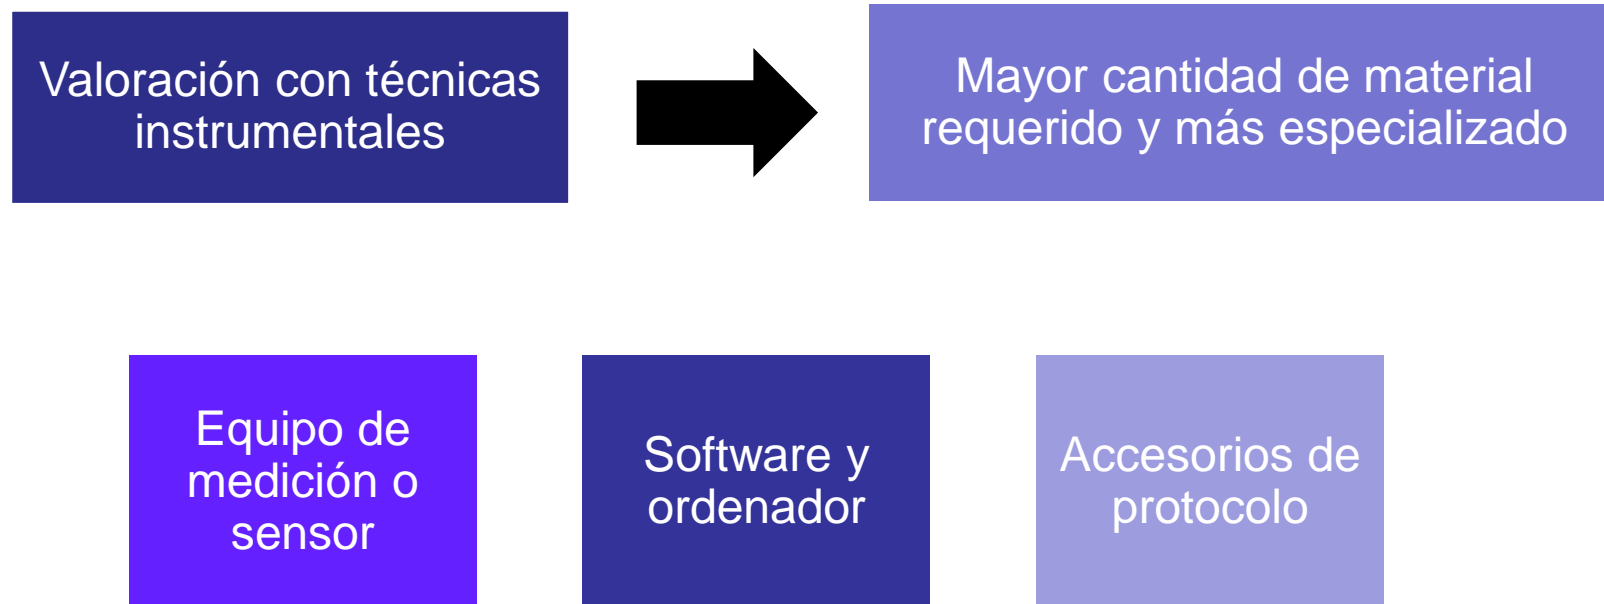 Valoración con técnicas
instrumentales
Mayor cantidad de material
requerido y más especializado
Equipo de
medición o
sensor
Software y
ordenador
Accesorios de
protocolo